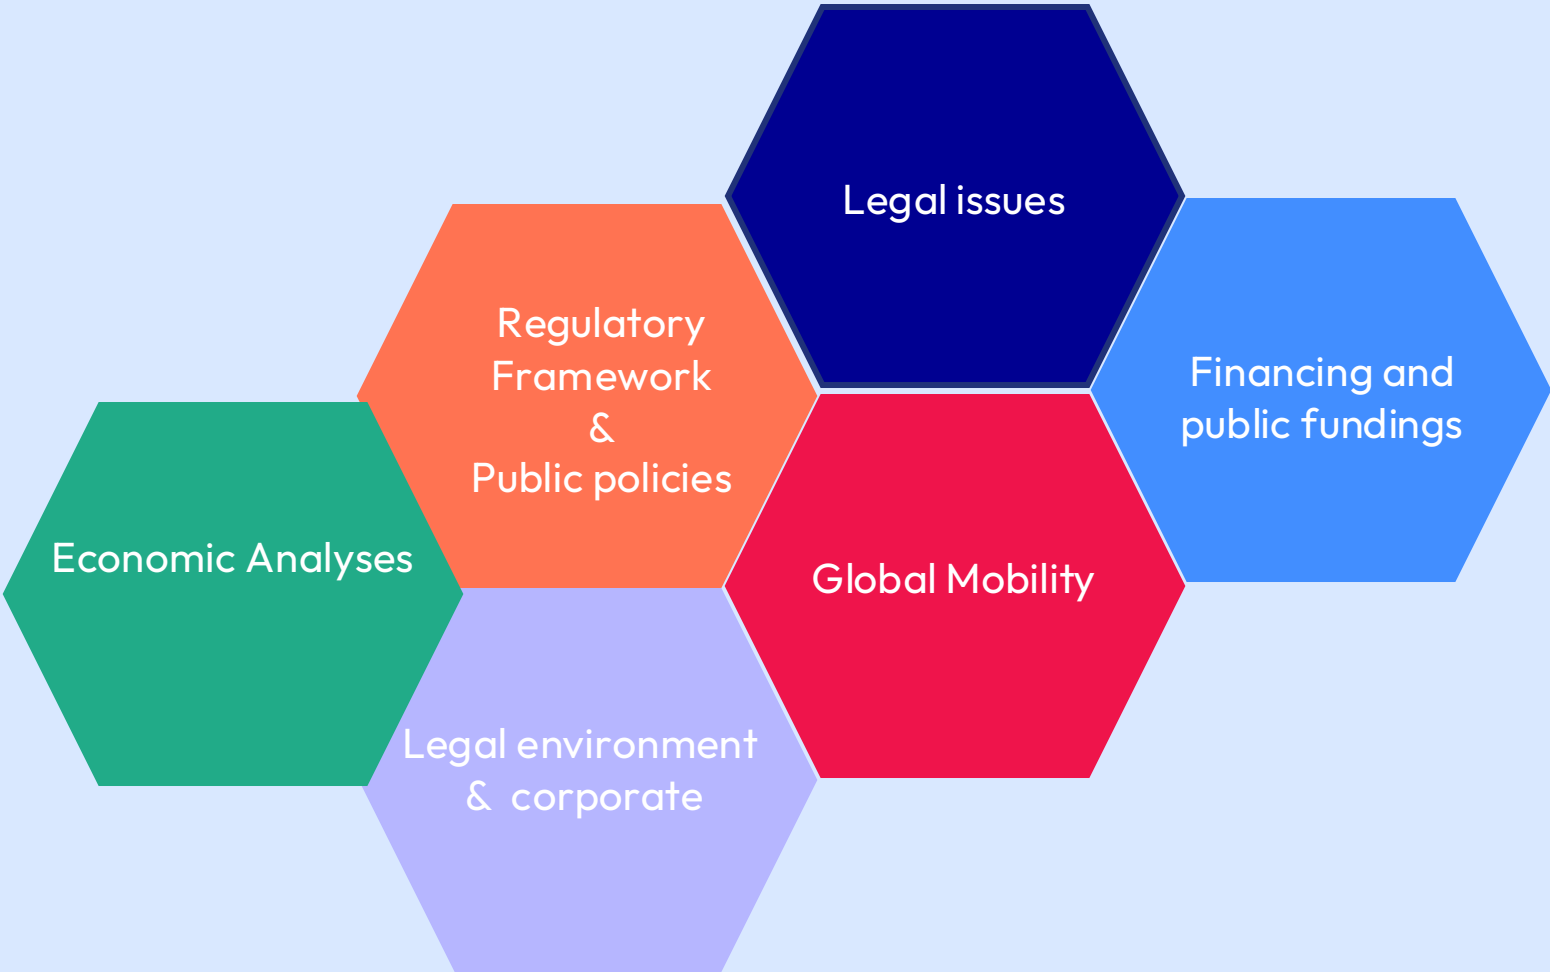 Legal issues
Regulatory
Framework
&
Public policies
Financing and
public fundings
Economic Analyses
Global Mobility
Legal environment
& corporate